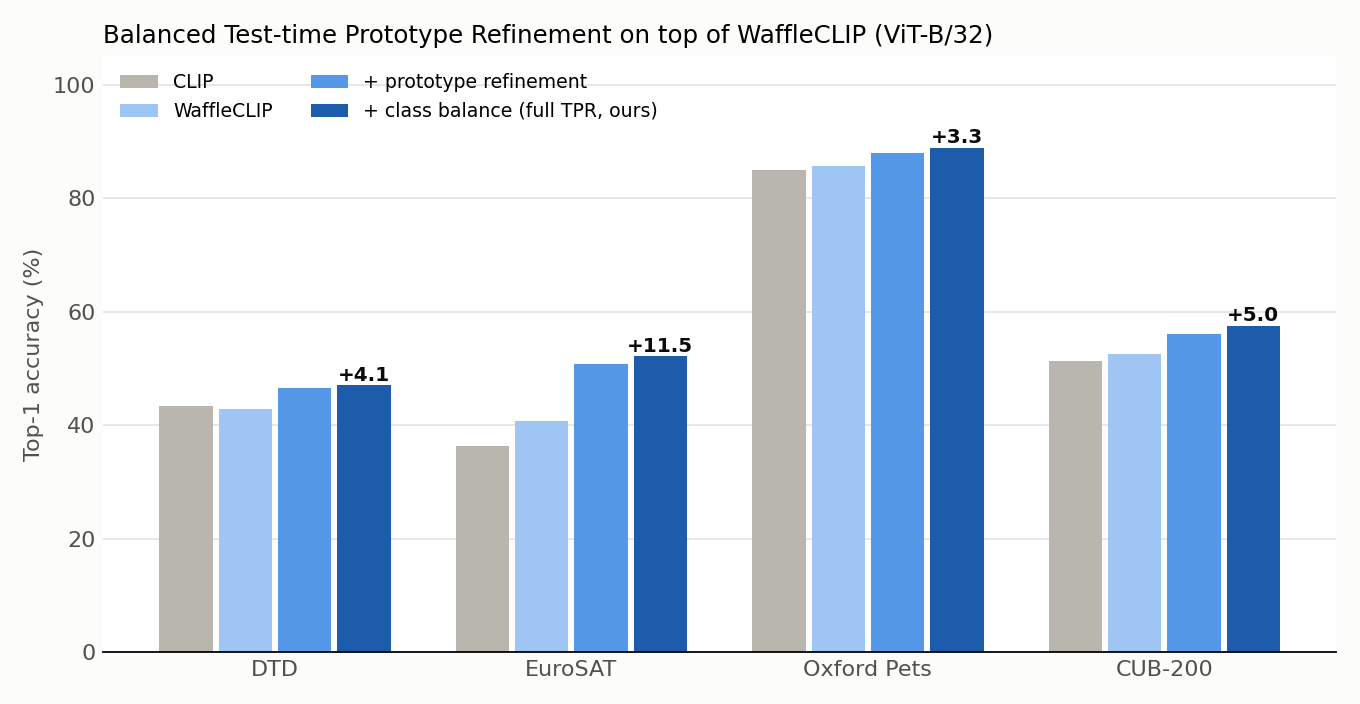 Balanced Test-time Prototype Refinement on top of WaffleCLIP (ViT-B/32)
CLIP
WaffleCLIP
+ prototype refinement
+ class balance (full TPR, ours)
Top-1 accuracy (%)
100
80
60
40
20
0
+4.1
+11.5
+3.3
+5.0
DTD
EuroSAT
Oxford Pets
CUB-200